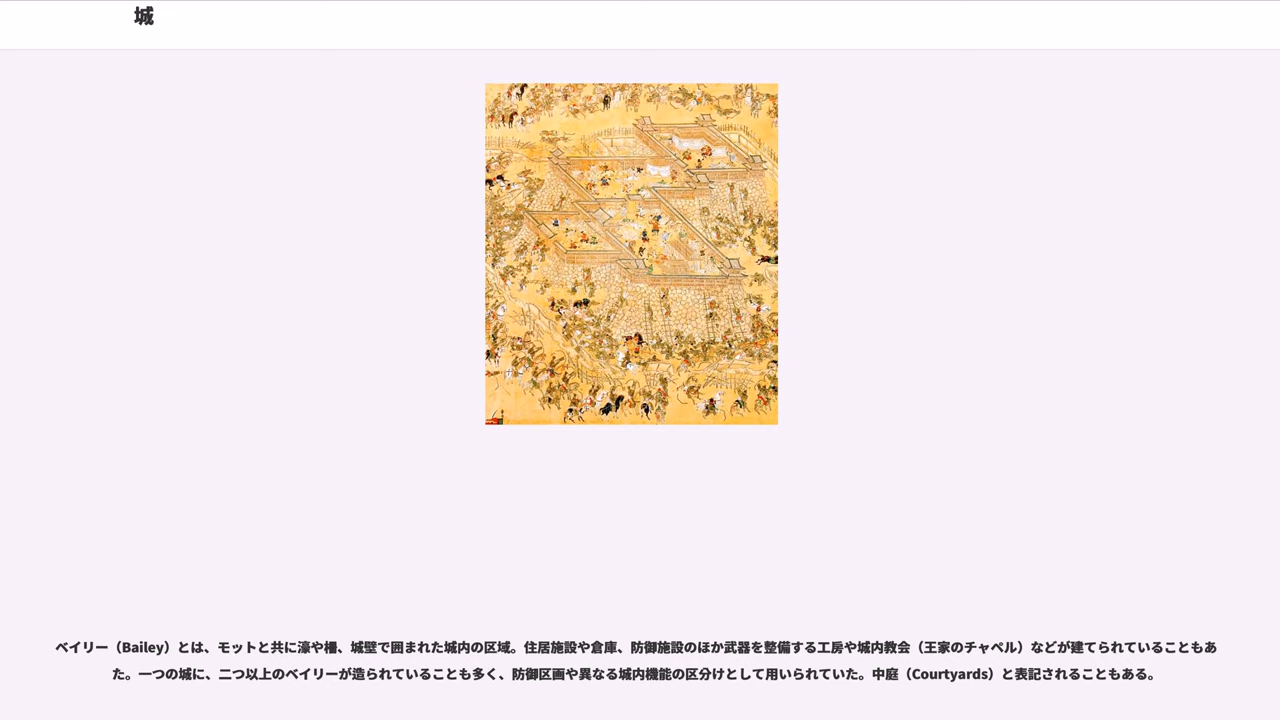 城
ベイリー（Bailey）とは、モットと共に濠や柵、城壁で囲まれた城内の区域。住居施設や倉庫、防御施設のほか武器を整備する工房や城内教会（王家のチャペル）などが建てられていることもあ
た。一つの城に、二つ以上のベイリーが造られていることも多く、防御区画や異なる城内機能の区分けとして用いられていた。中庭（Courtyards）と表記されることもある。